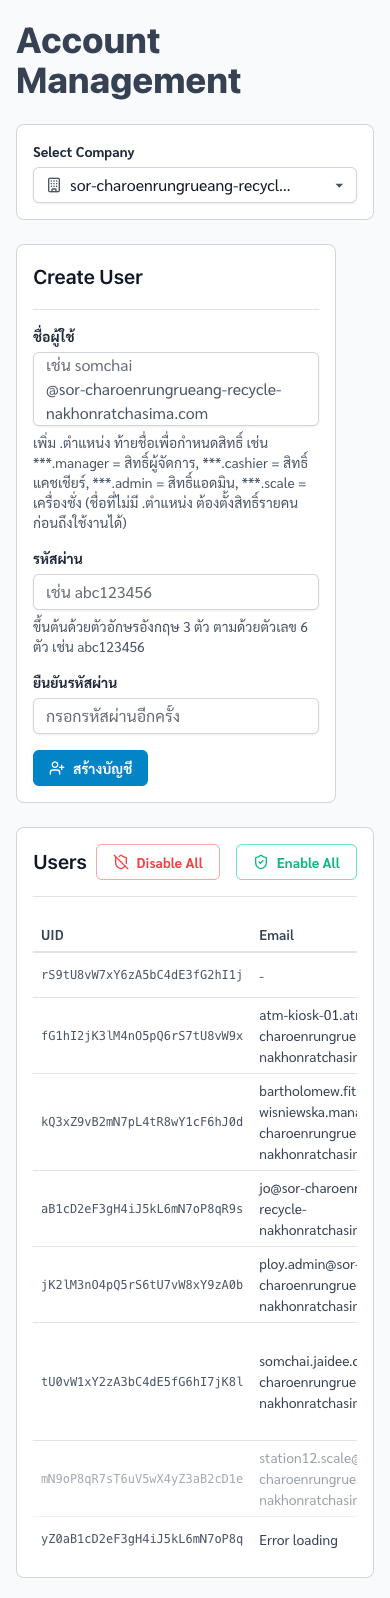 Account
Management
Select Company
sor-charoenrungrueang-recycl...
Create User
ชื่อผู้ใช้
เช่น somchai
@sor-charoenrungrueang-recycle-
nakhonratchasima.com
เพิ่ม .ตำแหน่ง ท้ายชื่อเพื่อกำหนดสิทธิ์ เช่น
***.manager = สิทธิ์ผู้จัดการ, ***.cashier = สิทธิ์
แคชเชียร์, ***.admin = สิทธิ์แอดมิน, ***.scale =
เครื่องชั่ง (ชื่อที่ไม่มี .ตำแหน่ง ต้องตั้งสิทธิ์รายคน
ก่อนถึงใช้งานได้)
รหัสผ่าน
เช่น abc123456
ขึ้นต้นด้วยตัวอักษรอังกฤษ 3 ตัว ตามด้วยตัวเลข 6
ตัว เช่น abc123456
ยืนยันรหัสผ่าน
กรอกรหัสผ่านอีกครั้ง
สร้างบัญชี
Users Disable All Enable All
UID Email
rS9tU8vW7xY6zA5bC4dE3fG2hI1j -
atm-kiosk-01.at
fG1hI2jK3lM4nO5pQ6rS7tU8vW9x charoenrungrue
nakhonratchasi
bartholomew.fit
wisniewska.mana
kQ3xZ9vB2mN7pL4tR8wY1cF6hJ0d charoenrungrue
nakhonratchasi
jo@sor-charoen
aB1cD2eF3gH4iJ5kL6mN7oP8qR9s recycle-
nakhonratchasi
ploy.admin@sor-
jK2lM3nO4pQ5rS6tU7vW8xY9zA0b charoenrungrue
nakhonratchasi
somchai.jaidee.c
tU0vW1xY2zA3bC4dE5fG6hI7jK8l charoenrungrue
nakhonratchasi
station12.scale@
mN9oP8qR7sT6uV5wX4yZ3aB2cD1e charoenrungrue
nakhonratchasi
yZ0aB1cD2eF3gH4iJ5kL6mN7oP8q Error loading